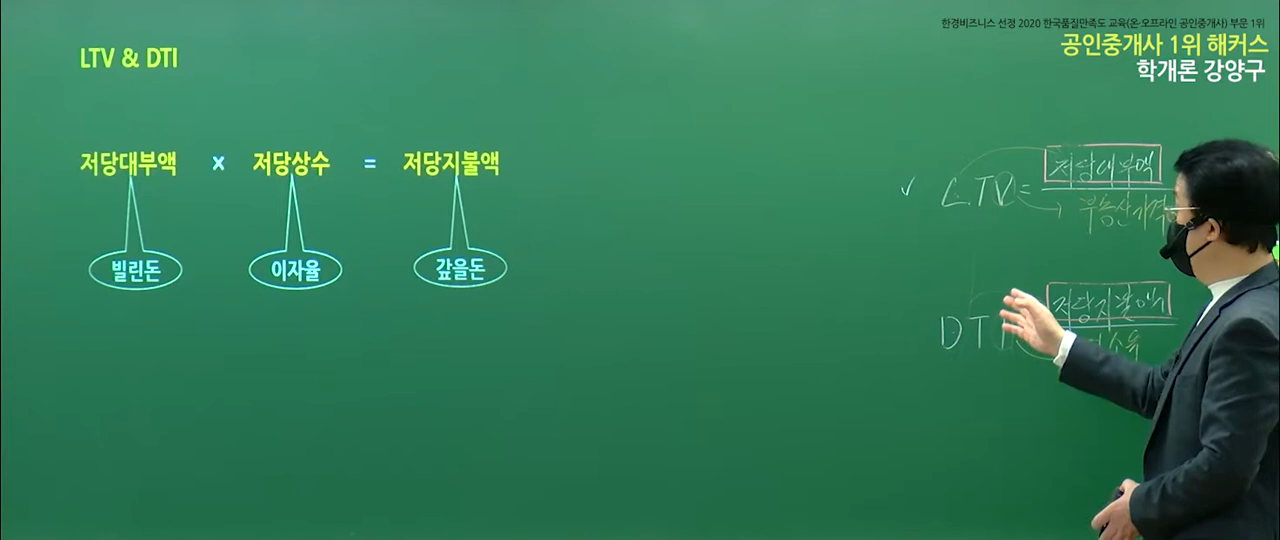 한경비즈니스 선정 2020 한국품질만족도 교육(온·오프라인 공인중개사) 부문 1위
공인중개사 1위 해커스
학개론 강양구
LTV & DTI
저당대부액 x 저당상수 = 저당지불액
빌린돈 이자율 갚을돈
LTV = 저당대부액
부동산가격
DT 저당지불액
소득